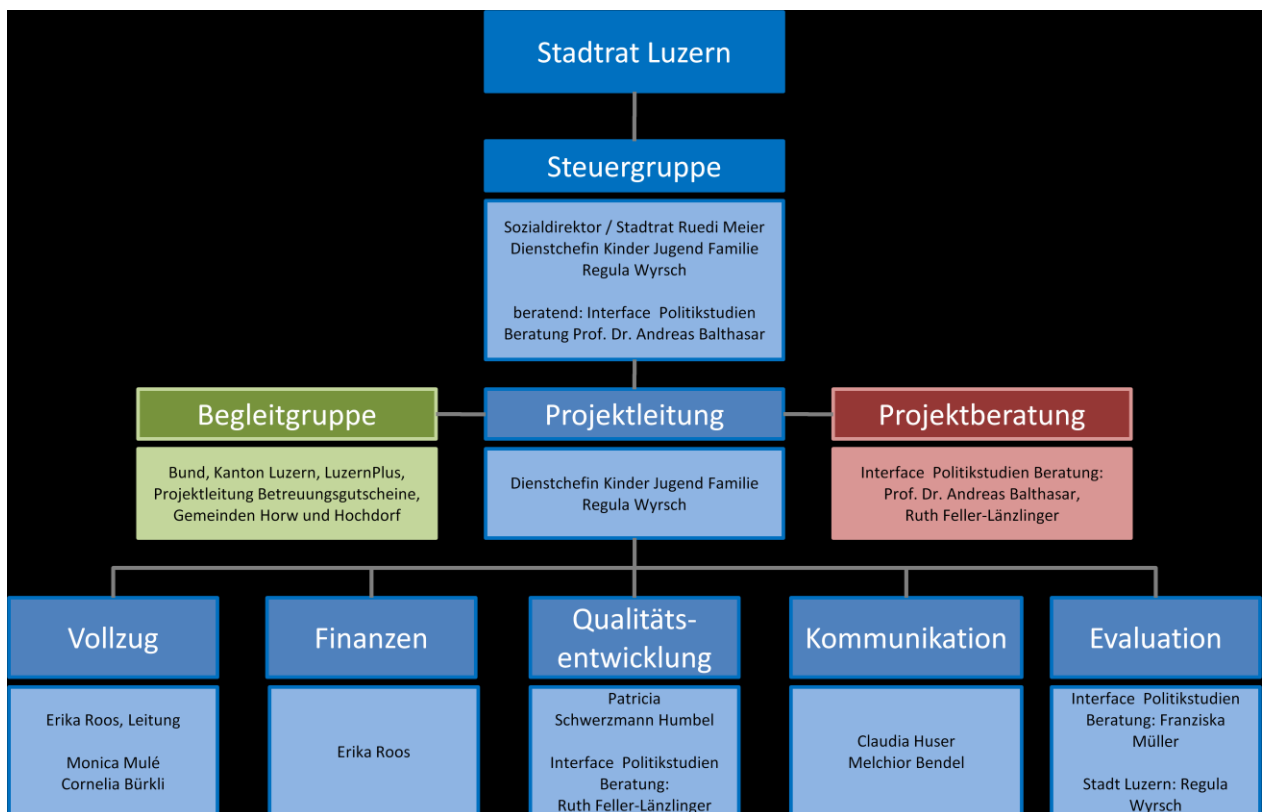 Stadtrat Luzern
Steuergruppe
Sozialdirektor / Stadtrat Ruedi Meier
Dienstchefin Kinder Jugend Familie
Regula Wyrsch
beratend: Interface Politikstudien
Beratung Prof. Dr. Andreas Balthasar
Begleitgruppe
Bund, Kanton Luzern, LuzernPlus,
Projektleitung Betreuungsgutscheine,
Gemeinden Horw und Hochdorf
Projektleitung
Dienstchefin Kinder Jugend Familie
Regula Wyrsch
Projektberatung
Interface Politikstudien Beratung:
Prof. Dr. Andreas Balthasar,
Ruth Feller-Länzlinger
Vollzug
Erika Roos, Leitung
Monica Mulé
Cornelia Bürkli
Finanzen
Erika Roos
Qualitäts-
entwicklung
Patricia
Schwerzmann Humbel
Interface Politikstudien
Beratung:
Ruth Feller-Länzlinger
Kommunikation
Claudia Huser
Melchior Bendel
Evaluation
Interface Politikstudien
Beratung: Franziska
Müller
Stadt Luzern: Regula
Wyrsch